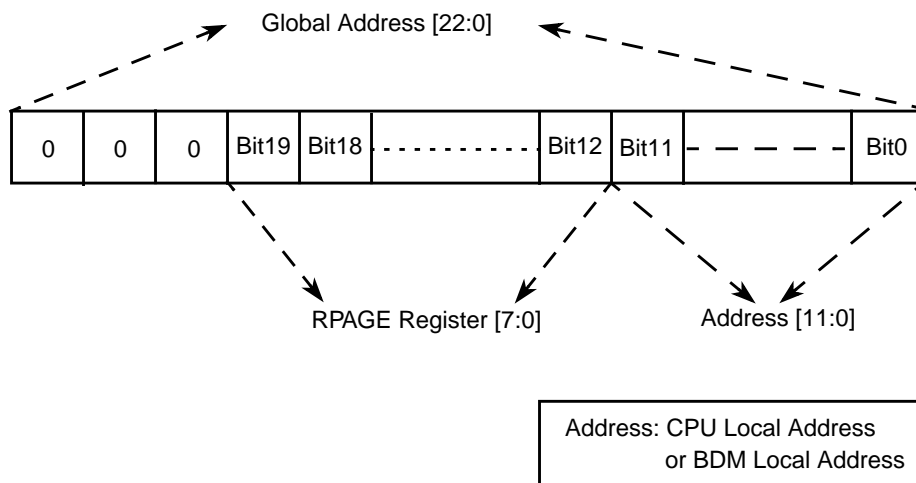 Global Address [22:0]
0 0 0 Bit19 Bit18 Bit12 Bit11 Bit0
RPAGE Register [7:0] Address [11:0]
Address: CPU Local Address
or BDM Local Address